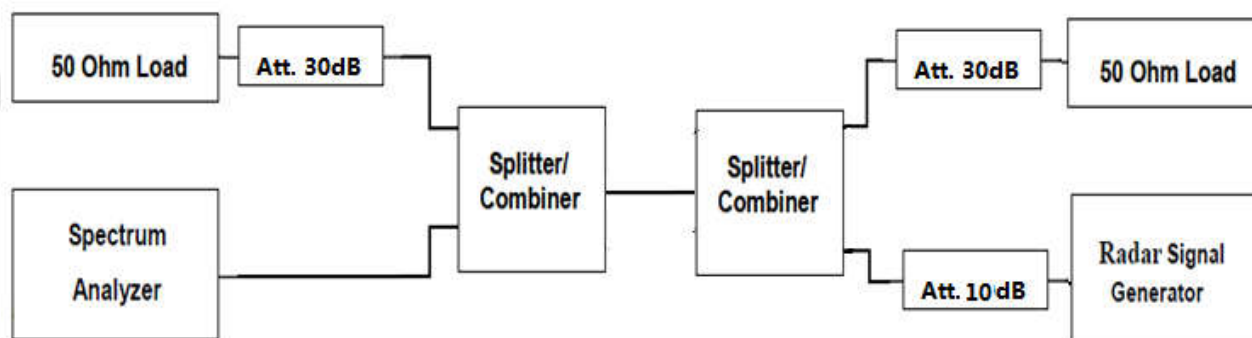 50 Ohm Load
Att. 30dB
Att. 30dB
50 Ohm Load
Splitter/
Combiner
Splitter/
Combiner
Spectrum
Analyzer
Att. 10dB
Radar Signal
Generator